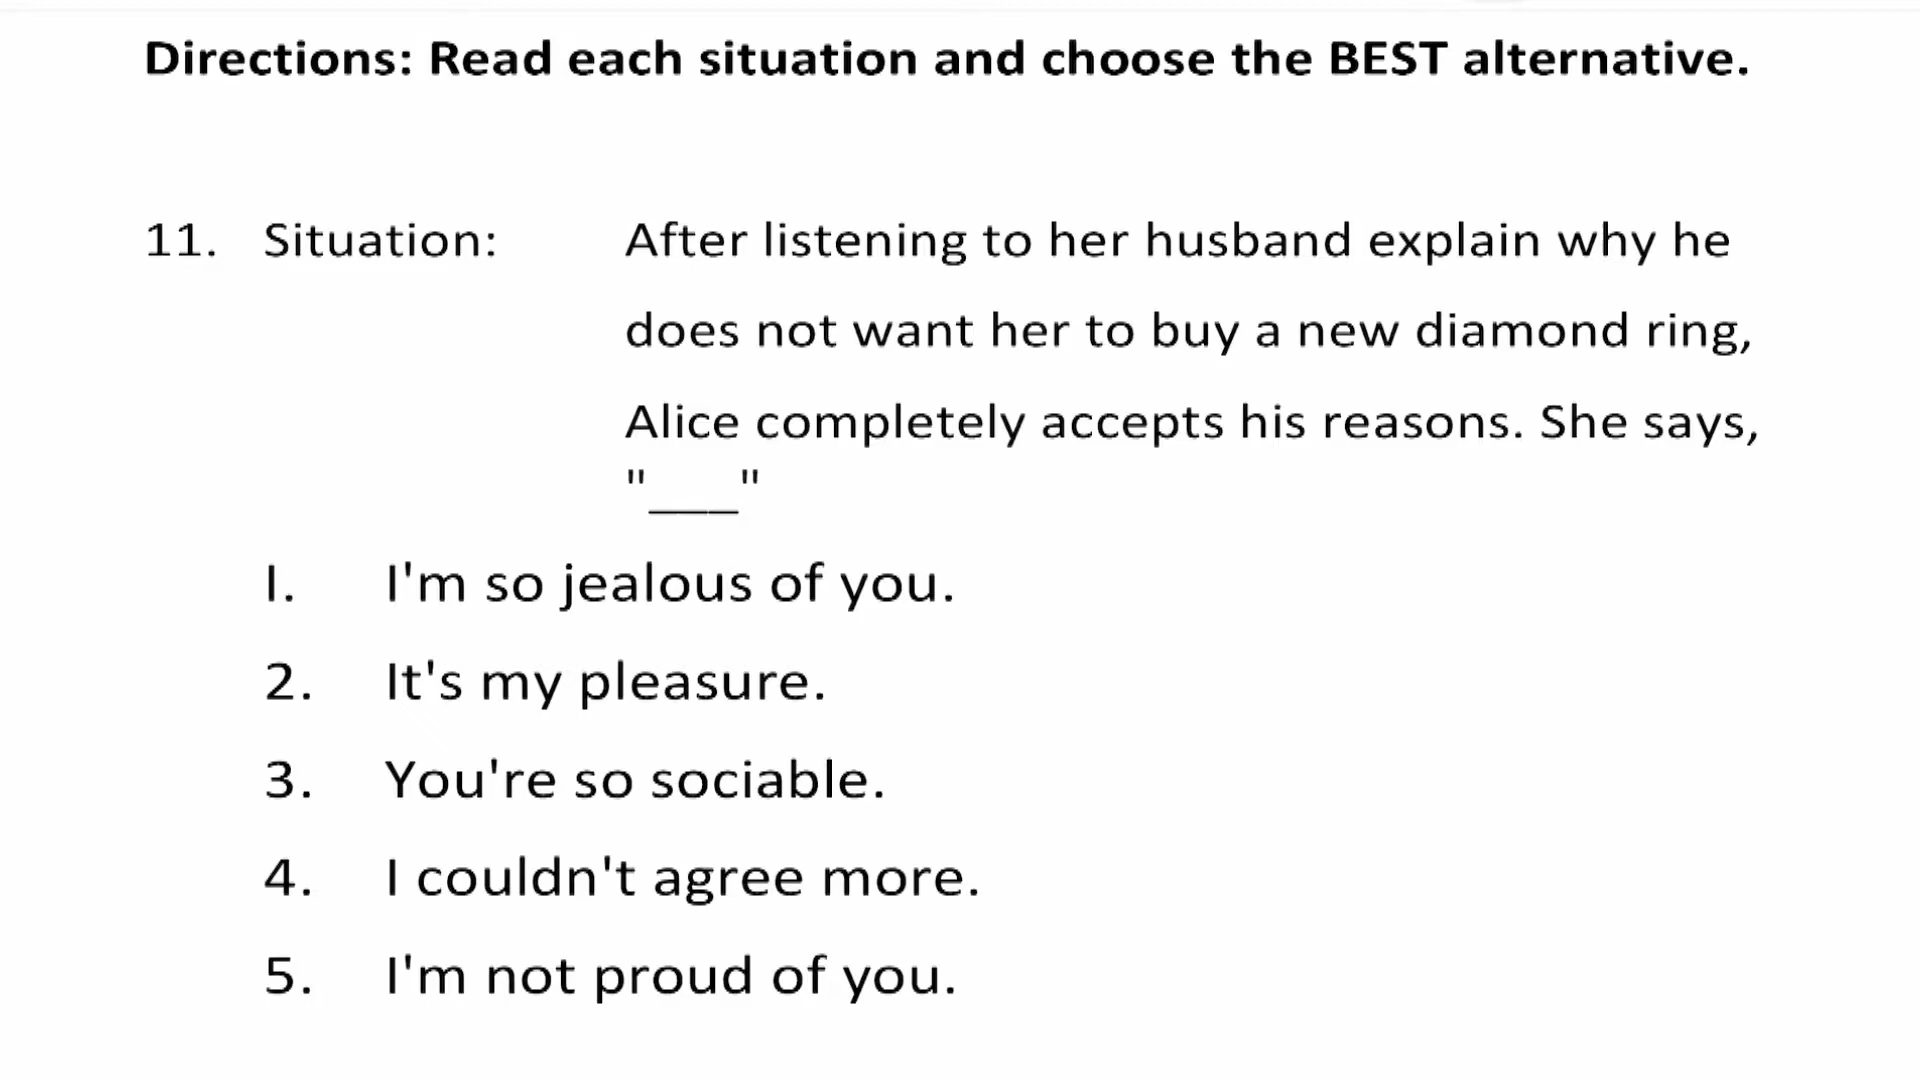 Directions: Read each situation and choose the BEST alternative.
11. Situation: After listening to her husband explain why he
does not want her to buy a new diamond ring,
Alice completely accepts his reasons. She says,
"___"
I. I'm so jealous of you.
2. It's my pleasure.
3. You're so sociable.
4. I couldn't agree more.
5. I'm not proud of you.